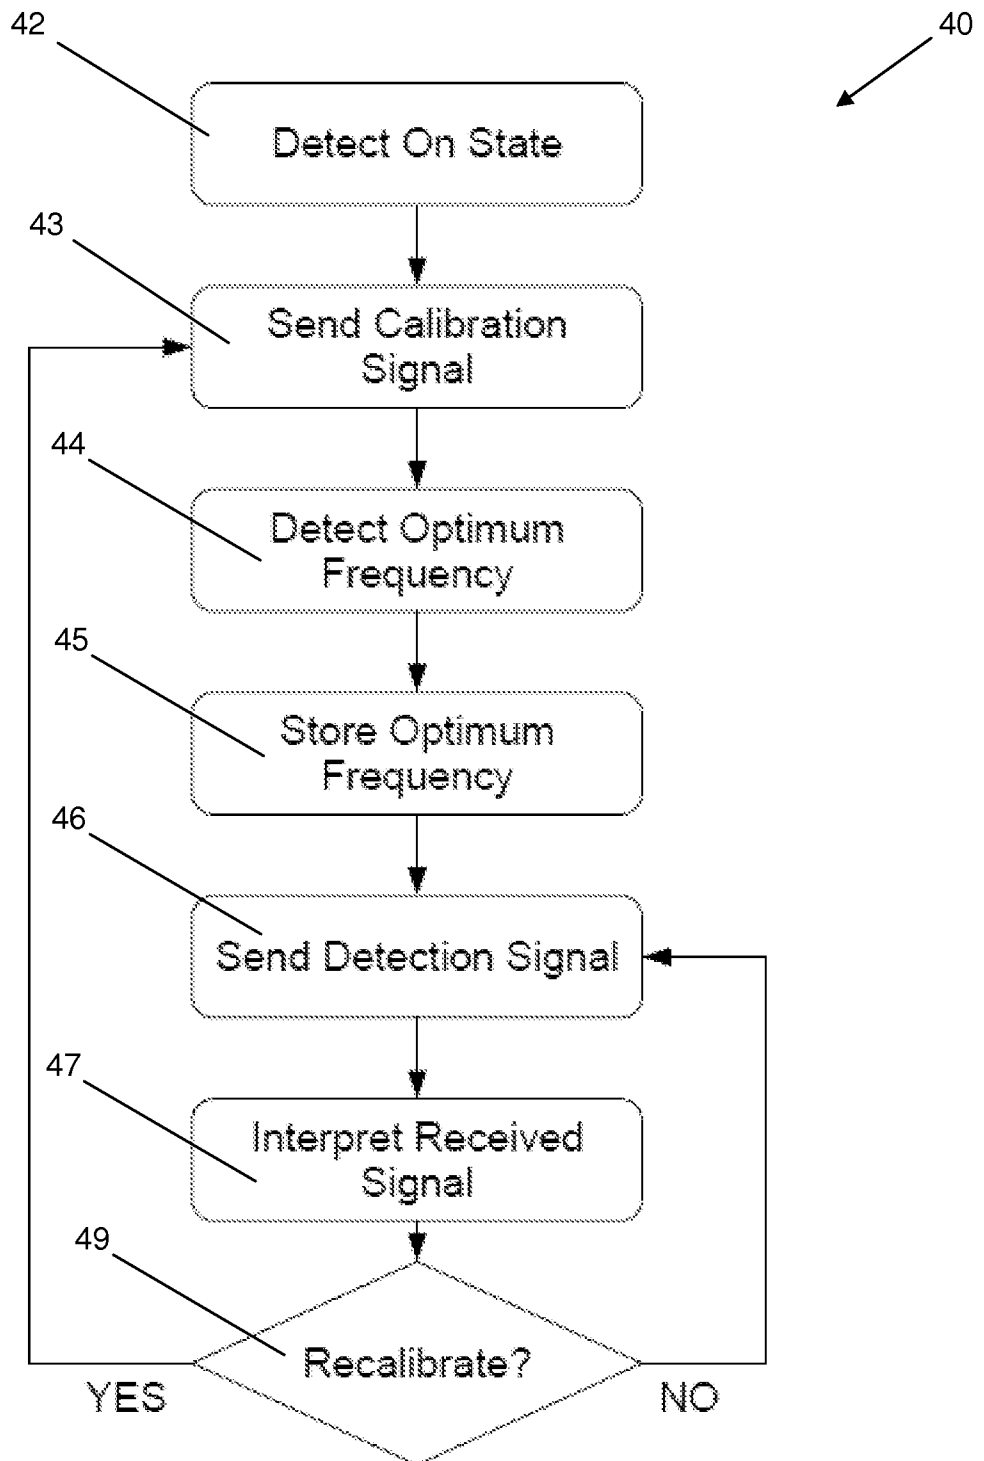 42
40
Detect On State
43
Send Calibration
Signal
44
Detect Optimum
Frequency
45
Store Optimum
Frequency
46
Send Detection Signal
47
Interpret Received
Signal
49
Recalibrate?
YES
NO